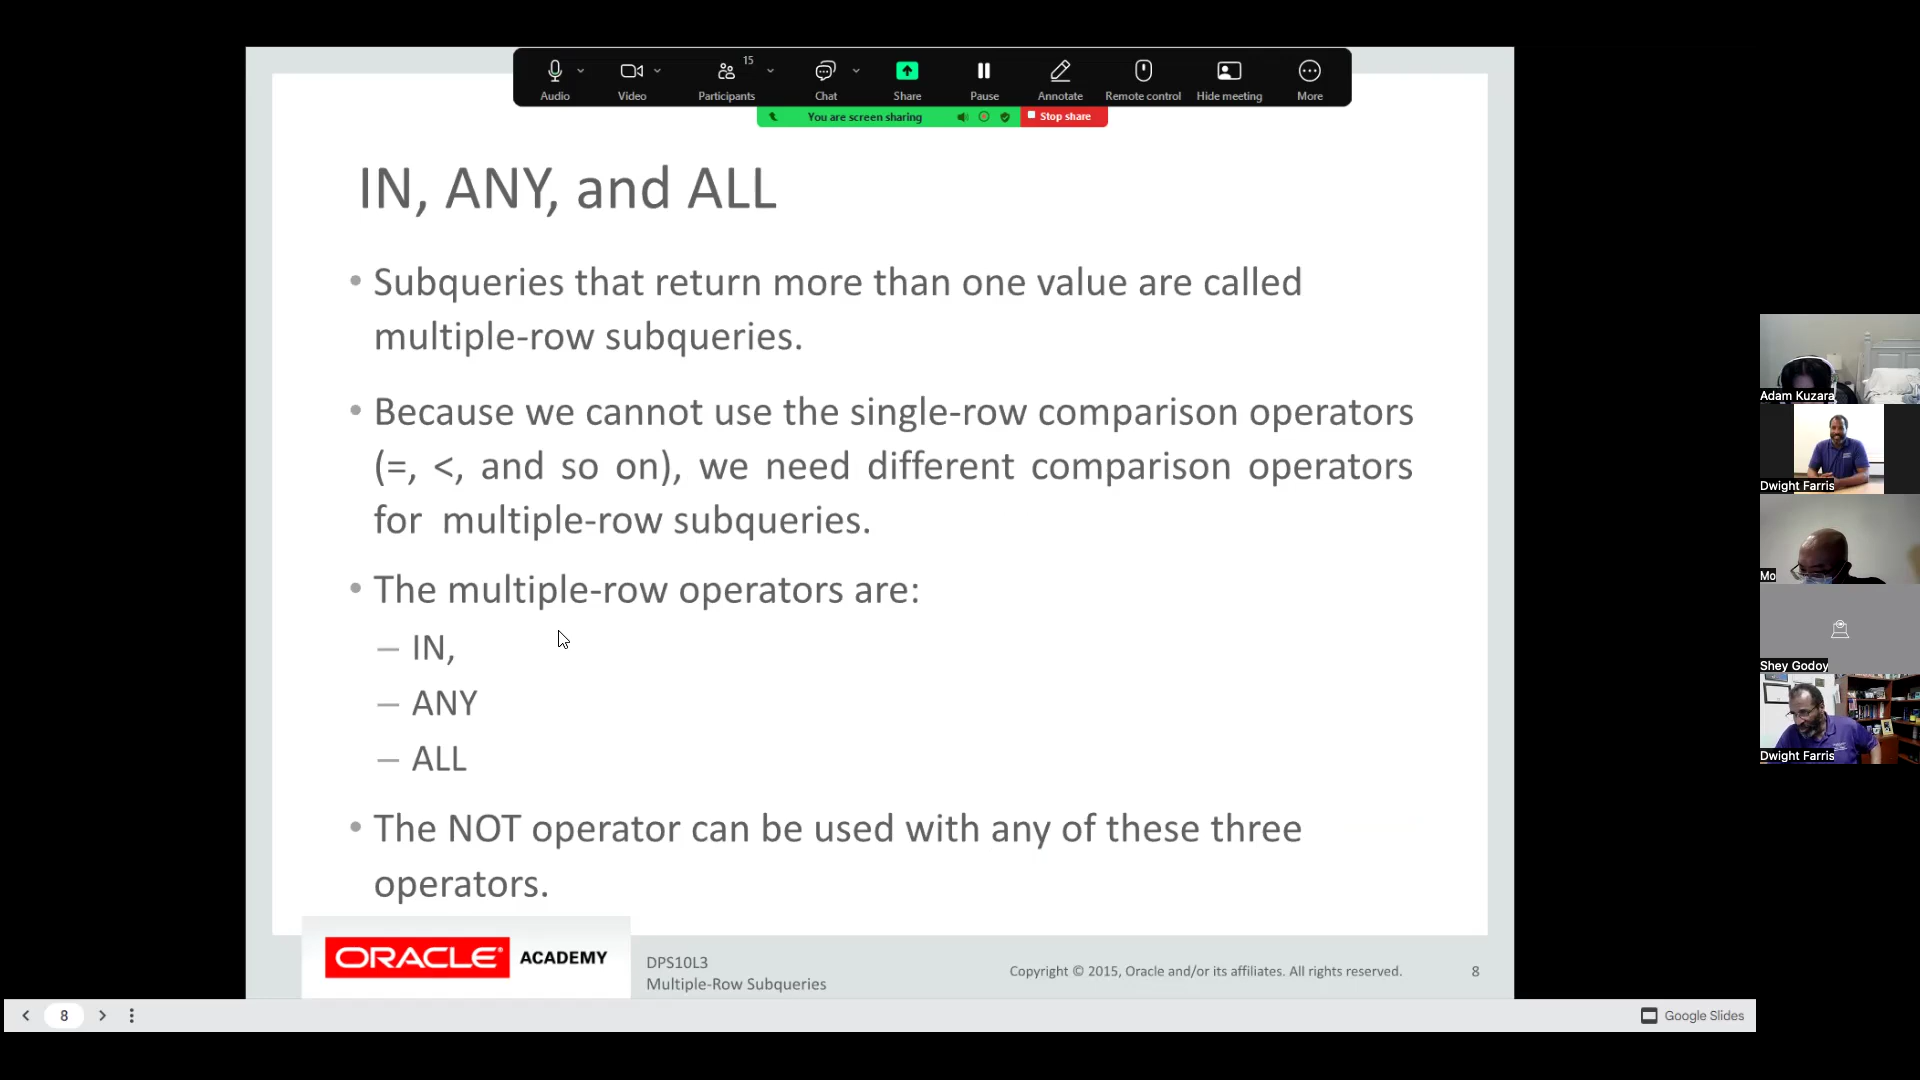 15
Audio
Video
Participants
Chat
Share
Pause
Annotate
Remote control
Hide meeting
More
You are screen sharing
Stop share
IN, ANY, and ALL
• Subqueries that return more than one value are called
multiple-row subqueries.
• Because we cannot use the single-row comparison operators
(=, <, and so on), we need different comparison operators
for multiple-row subqueries.
• The multiple-row operators are:
– IN,
– ANY
– ALL
• The NOT operator can be used with any of these three
operators.
ORACLE® ACADEMY
DPS10L3
Multiple-Row Subqueries
Copyright © 2015, Oracle and/or its affiliates. All rights reserved.
8
8
Google Slides
Adam Kuzara
Dwight Farris
Mo
Shey Godoy
Dwight Farris